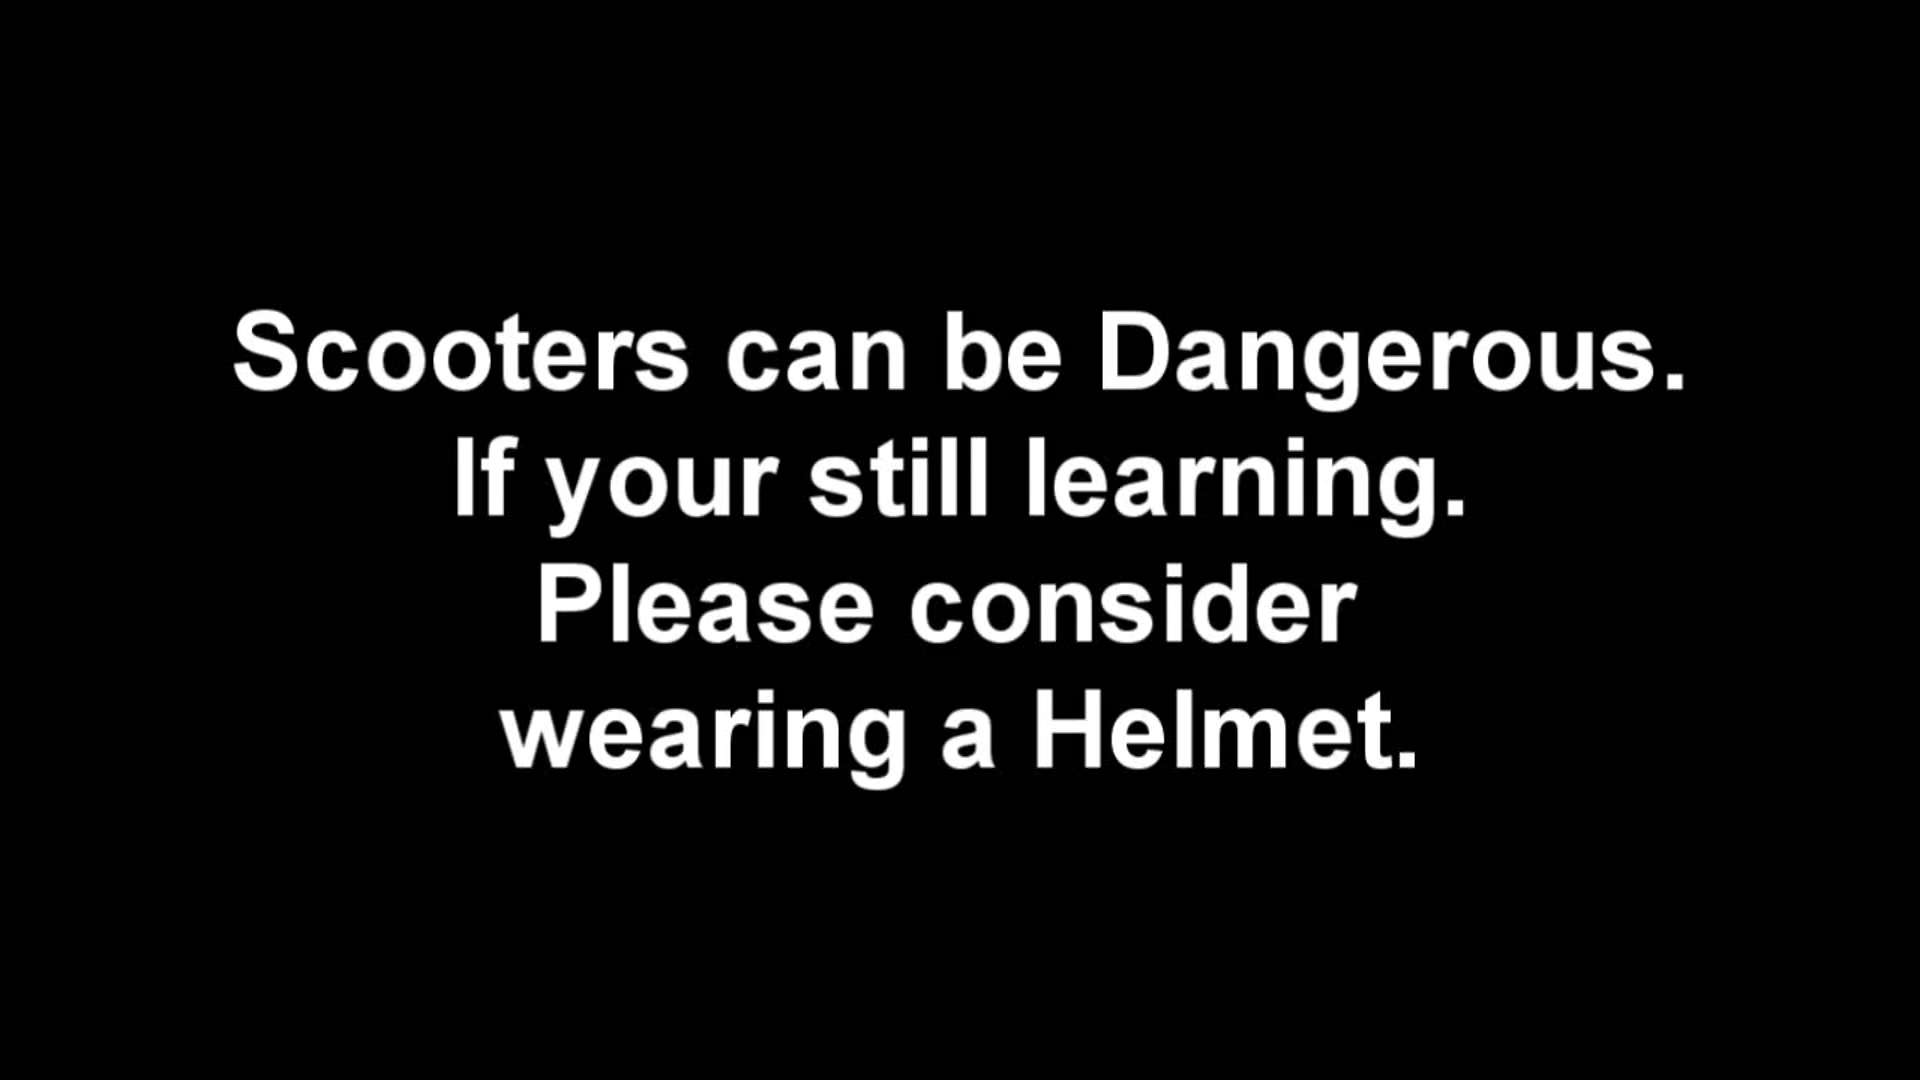 Scooters can be Dangerous.
If your still learning.
Please consider
wearing a Helmet.